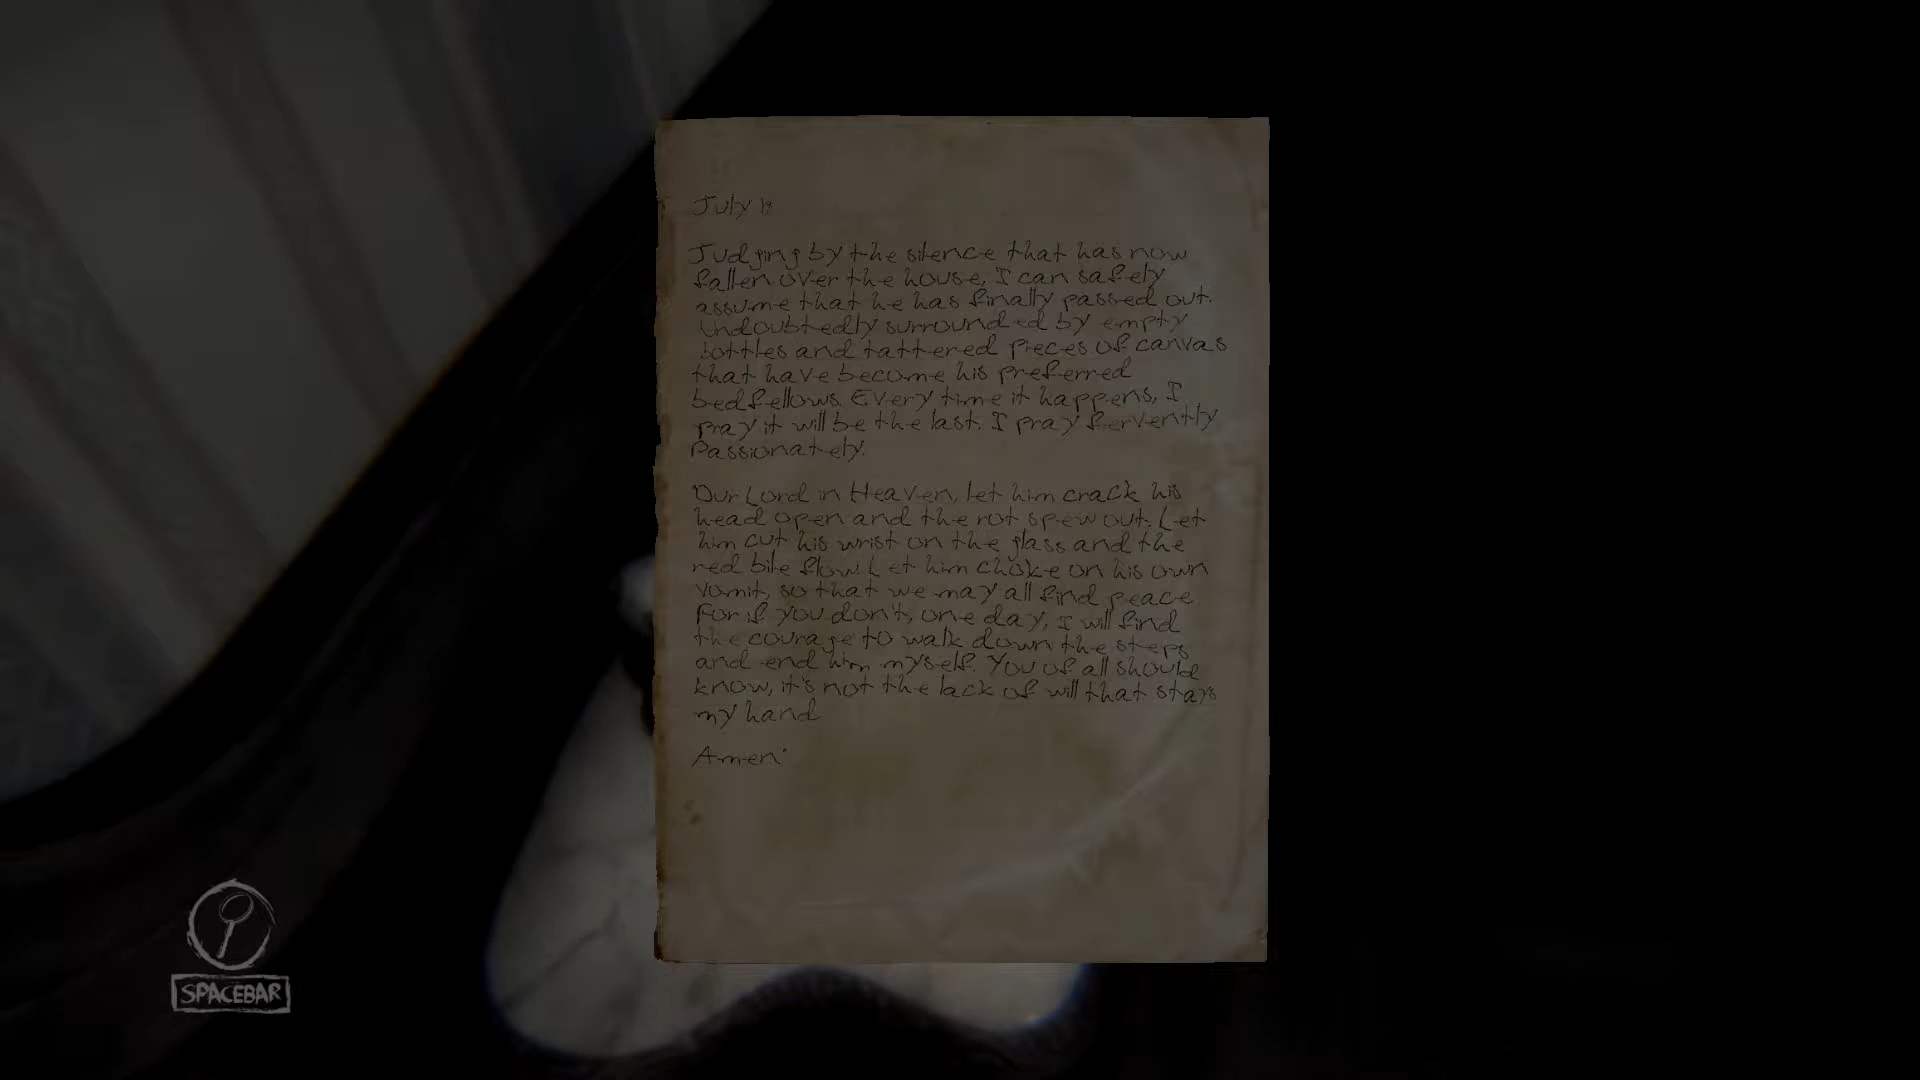 July
Judging by the silence that has now
fallen over the house, I can safely
assume that he has finally passed out.
Undoubtedly surrounded by empty
bottles and tattered pieces of canvas
that have become his preferred
bedfellows. Every time it happens, I
pray it will be the last. I pray fervently
Passionately.
Our Lord in Heaven, let him crack his
head open and the rot spew out. Let
him cut his wrist on the glass and the
red bile flow. Let him choke on his own
vomit, so that we may all find peace
For if you don't, one day, I will find
the courage to walk down the steps
and end him myself. You of all should
know, it's not the lack of will that stays
my hand
Amen
SPACEBAR